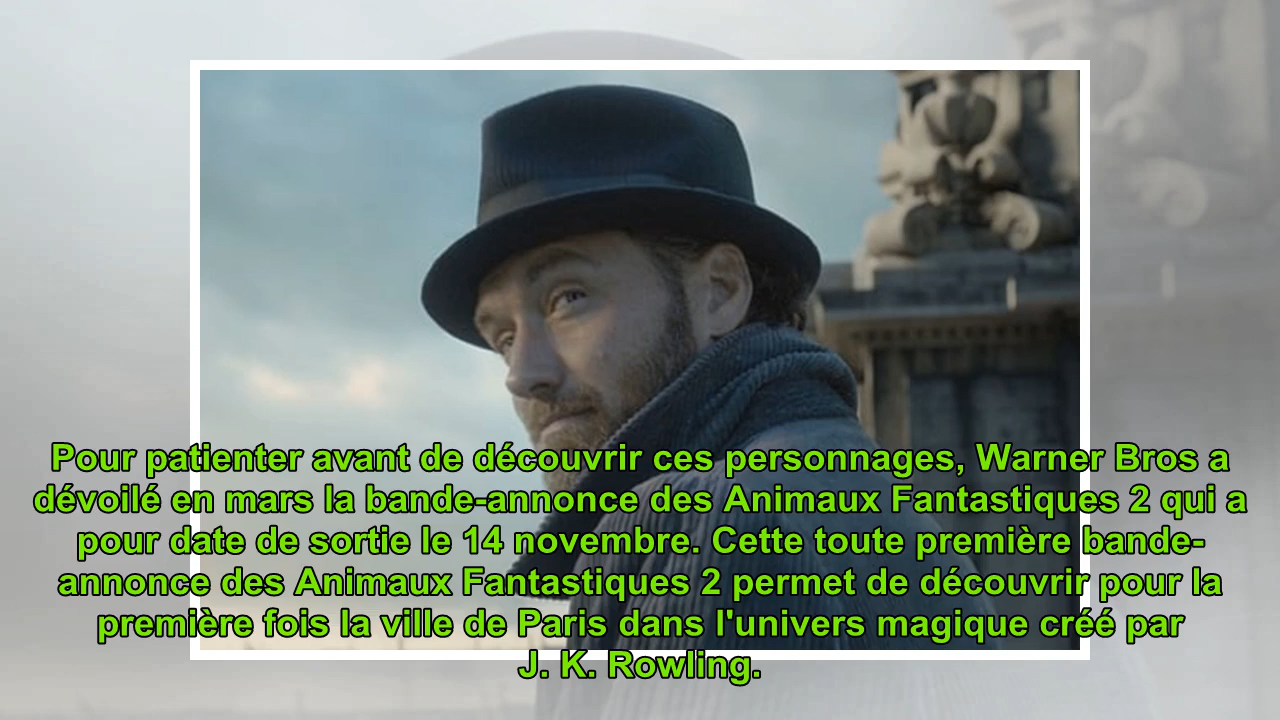 Pour patienter avant de découvrir ces personnages, Warner Bros a
dévoilé en mars la bande-annonce des Animaux Fantastiques 2 qui a
pour date de sortie le 14 novembre. Cette toute première bande-
annonce des Animaux Fantastiques 2 permet de découvrir pour la
première fois la ville de Paris dans l'univers magique créé par
J. K. Rowling.